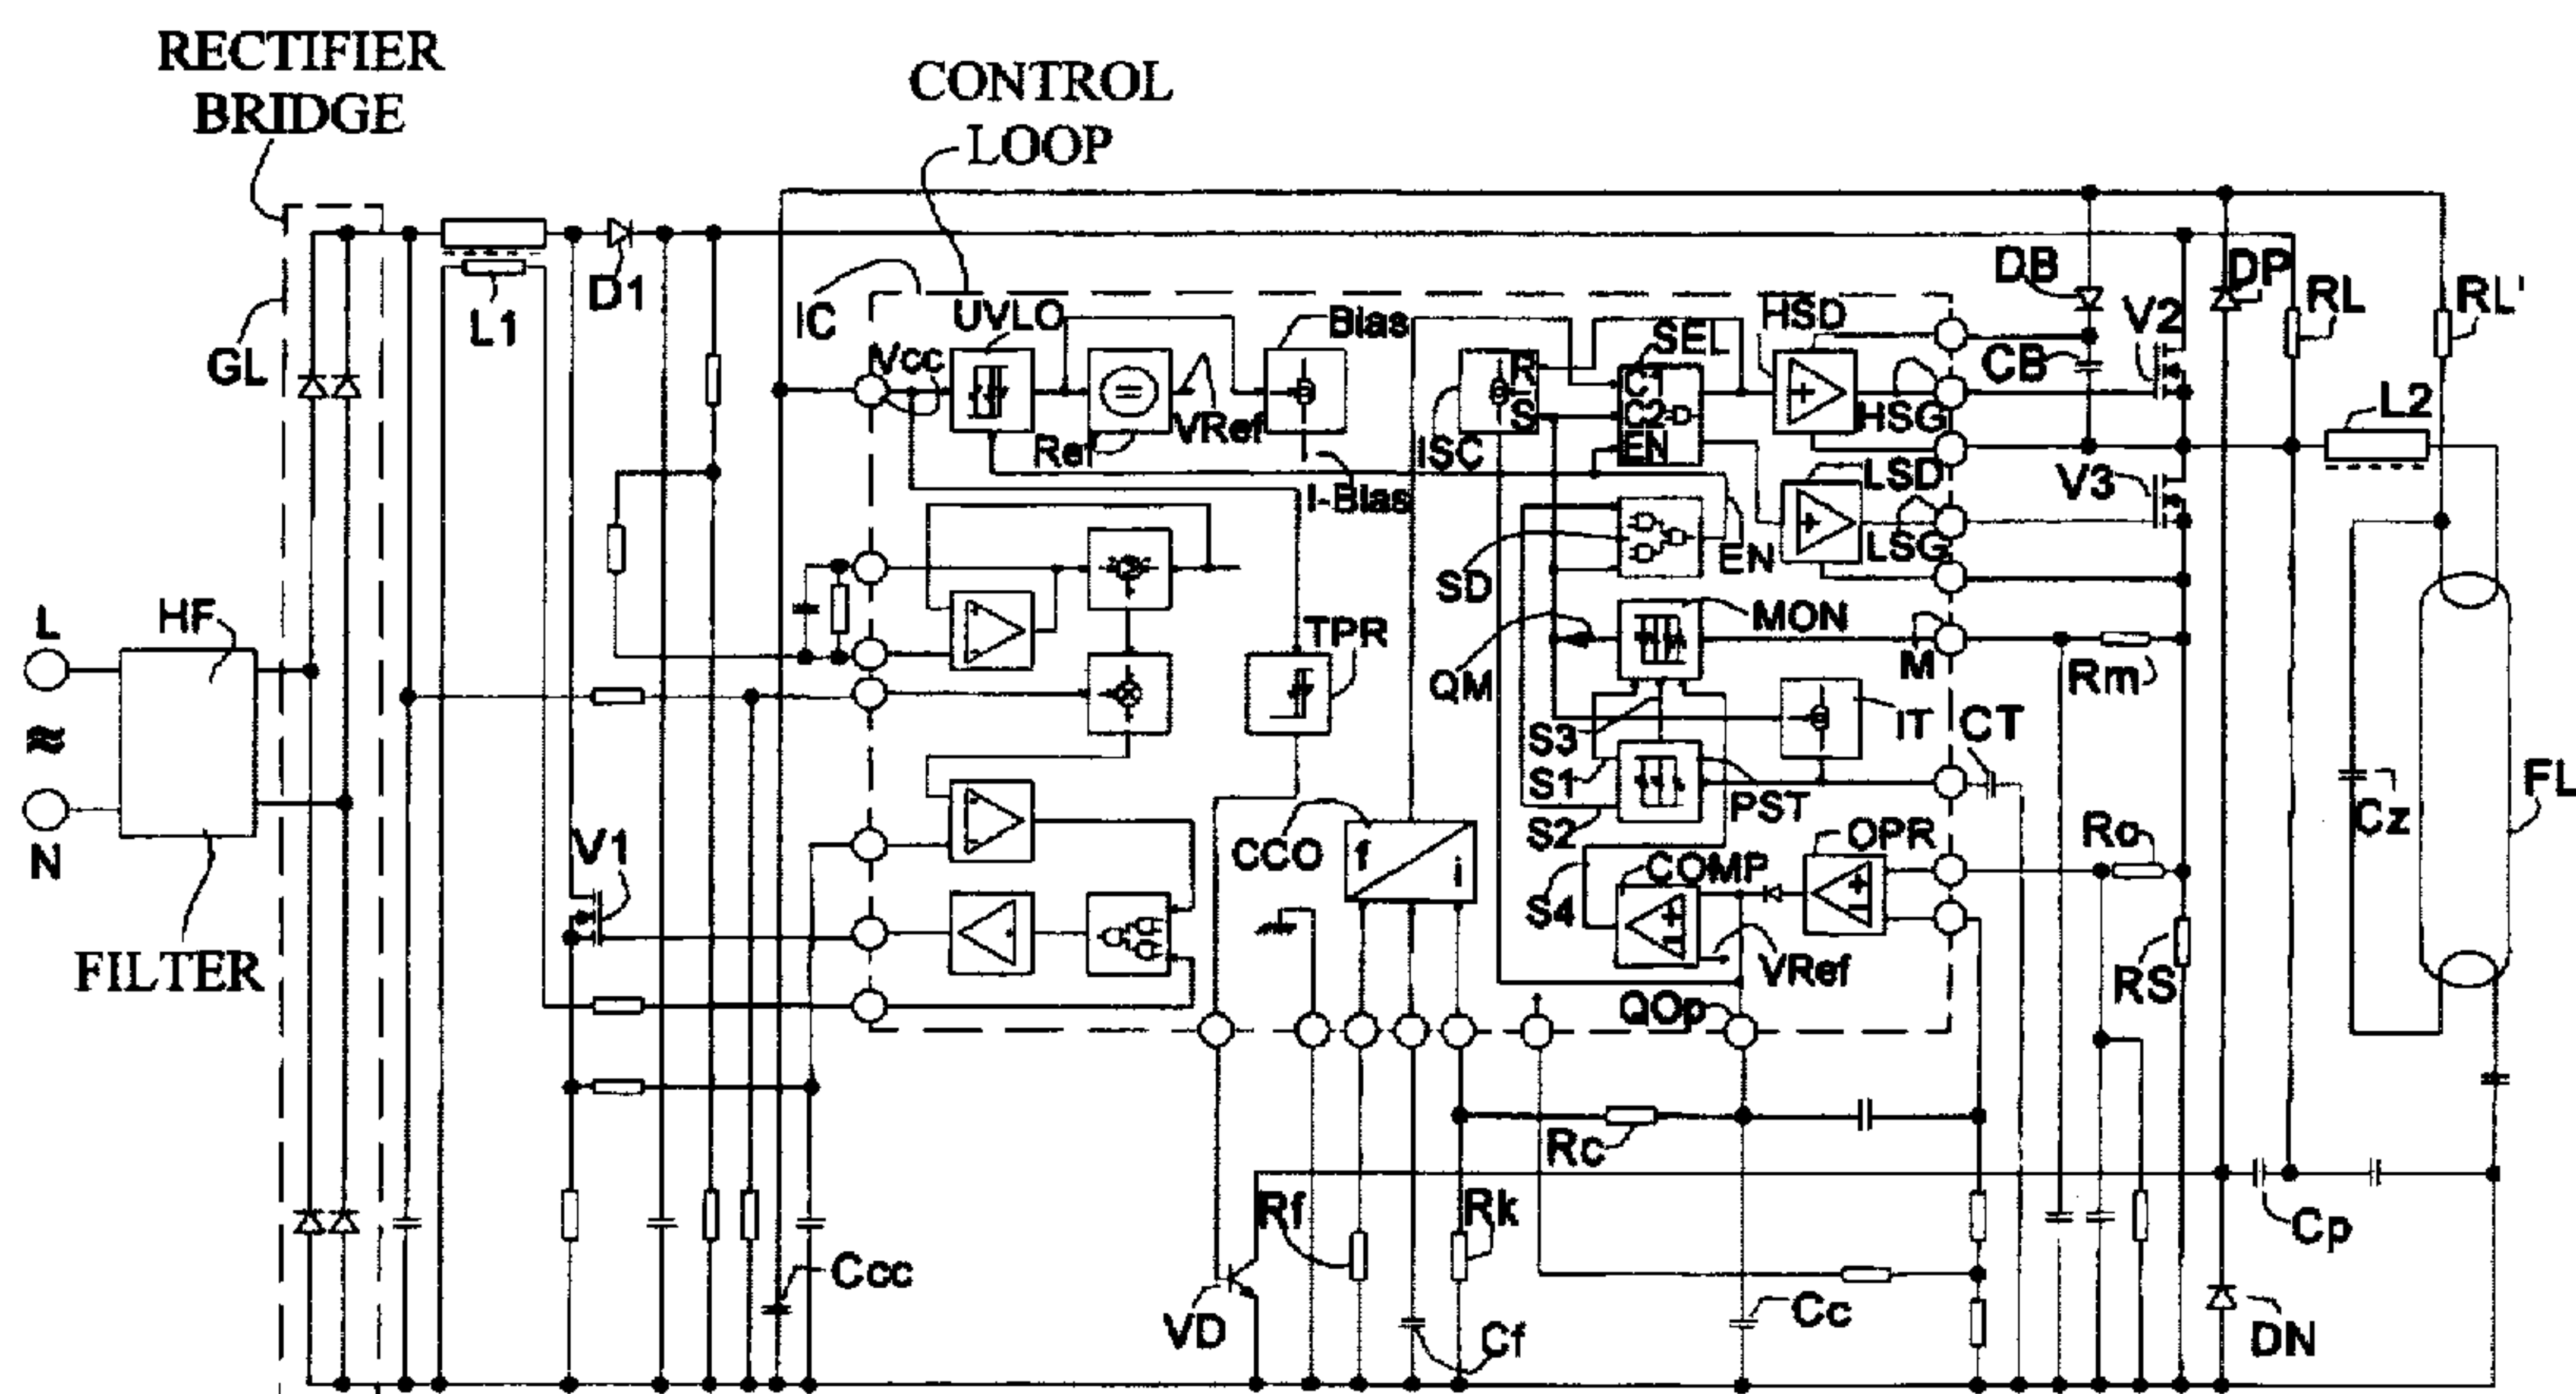 RECTIFIER
BRIDGE
CONTROL
LOOP
GL
L1
D1
IC
UVLO
Bias
Vcc
Ref
VRef
I-Bias
ISC
R
S
SEL
C1
C2
EN
HSD
HSG
LSD
LSG
EN
DB
CB
DP
V2
V3
RL
RL'
L2
SD
MON
QM
M
Rm
TPR
S3
S1
S2
S4
IT
CT
PST
OPR
COMP
VRef
Ro
RS
Cz
FL
HF
L
≈
N
FILTER
V1
CCO
f
i
QOp
Rc
Rf
Rk
Ccc
VD
Cf
Cc
Cp
DN